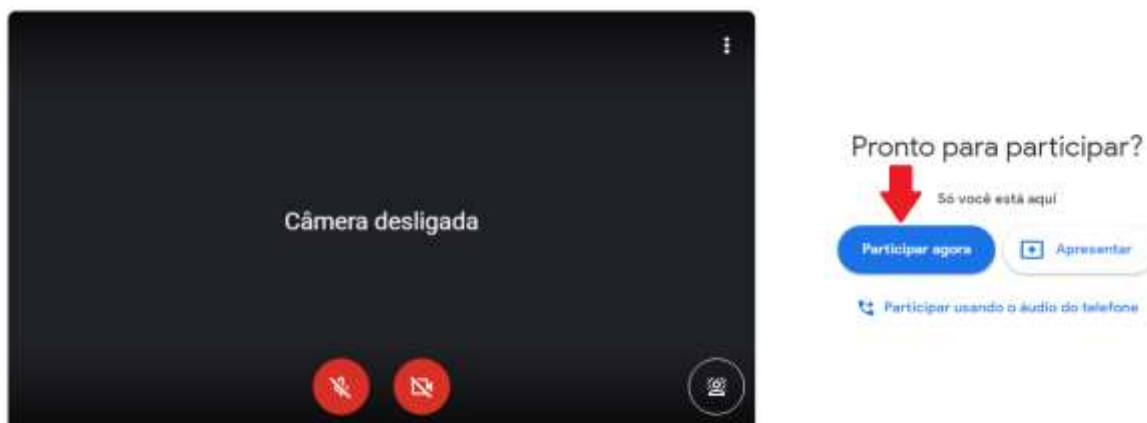 Câmera desligada
Pronto para participar?
Só você está aqui
Participar agora
Apresentar
Participar usando o áudio do telefone